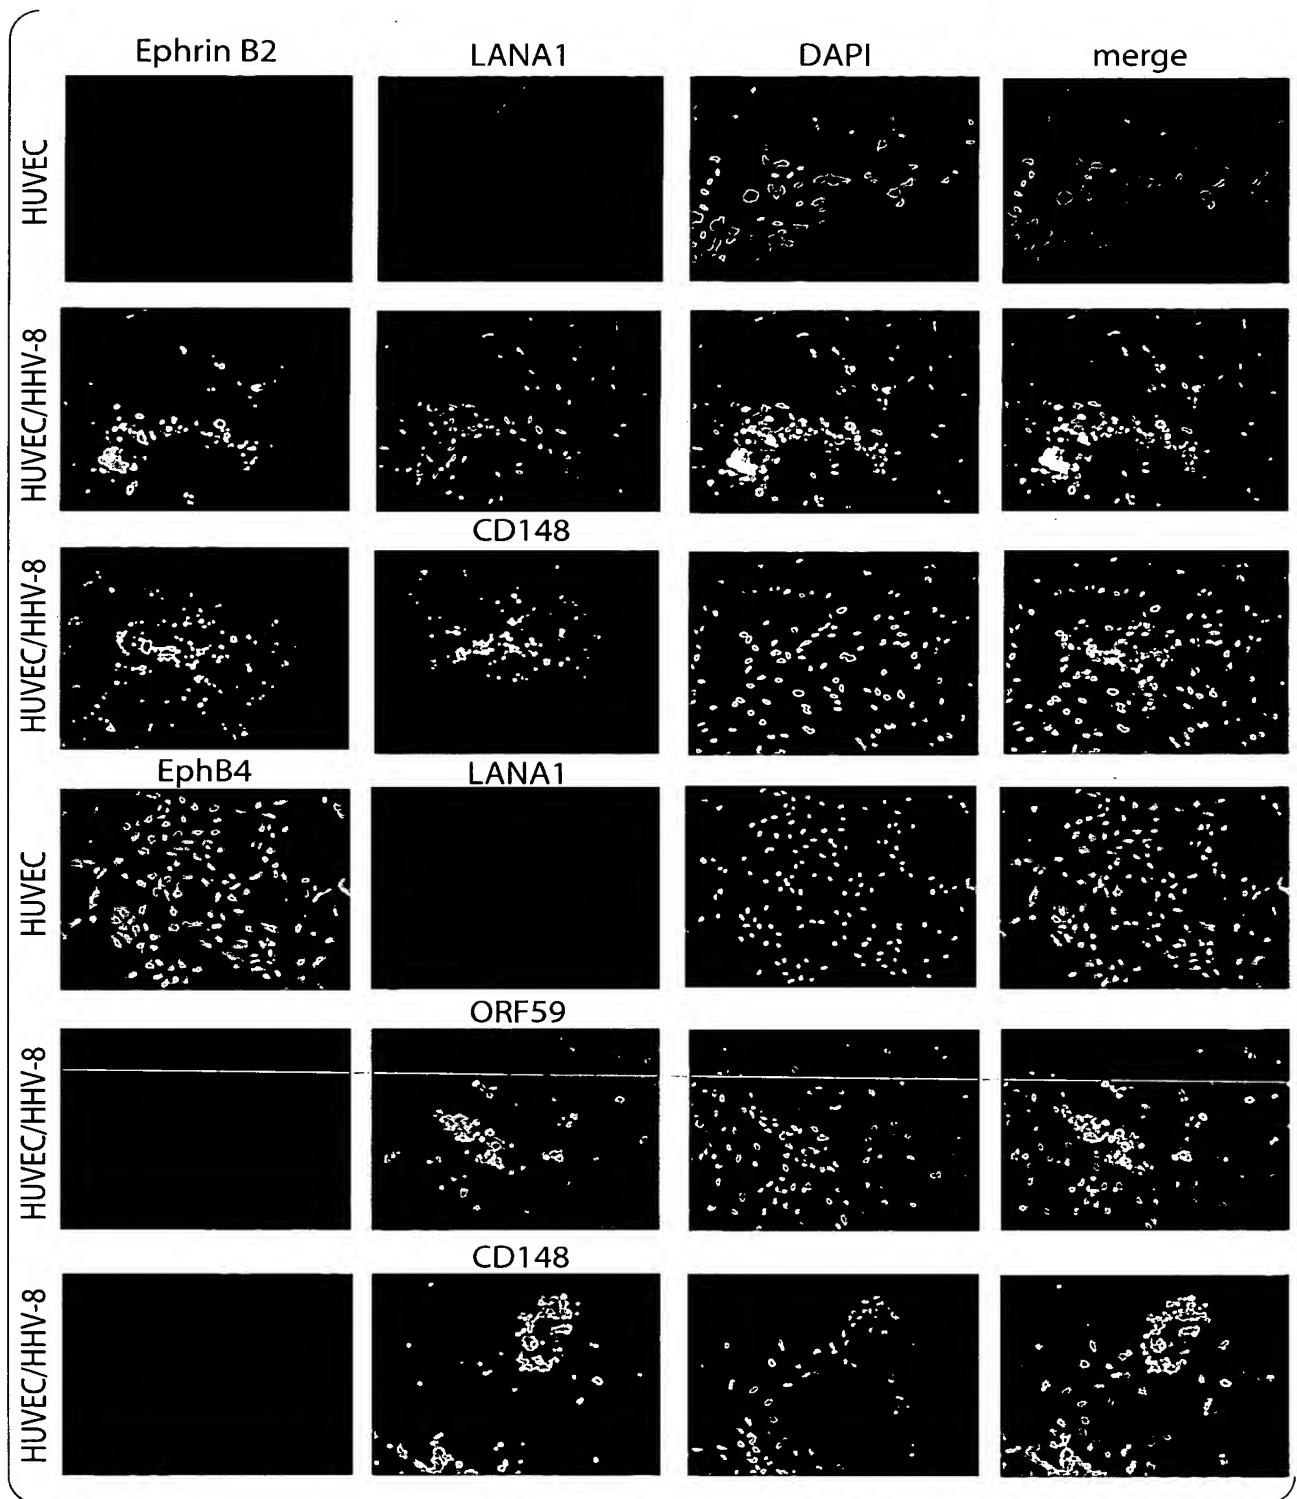 Ephrin B2 LANA1 DAPI merge
HUVEC
HUVEC/HHV-8
CD148
HUVEC/HHV-8
EphB4 LANA1
HUVEC
ORF59
HUVEC/HHV-8
CD148
HUVEC/HHV-8